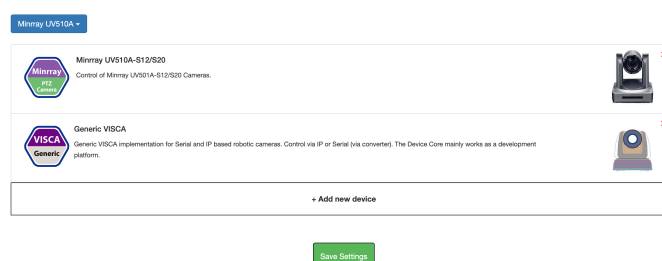 Minrray UV510A
Minrray UV510A-S12/S20
Control of Minrray UV501A-S12/S20 Cameras.
Minrray
PTZ
Camera
Generic VISCA
Generic VISCA implementation for Serial and IP based robotic cameras. Control via IP or Serial (via converter). The Device Core mainly works as a development
platform.
VISCA
Generic
+ Add new device
Save Settings